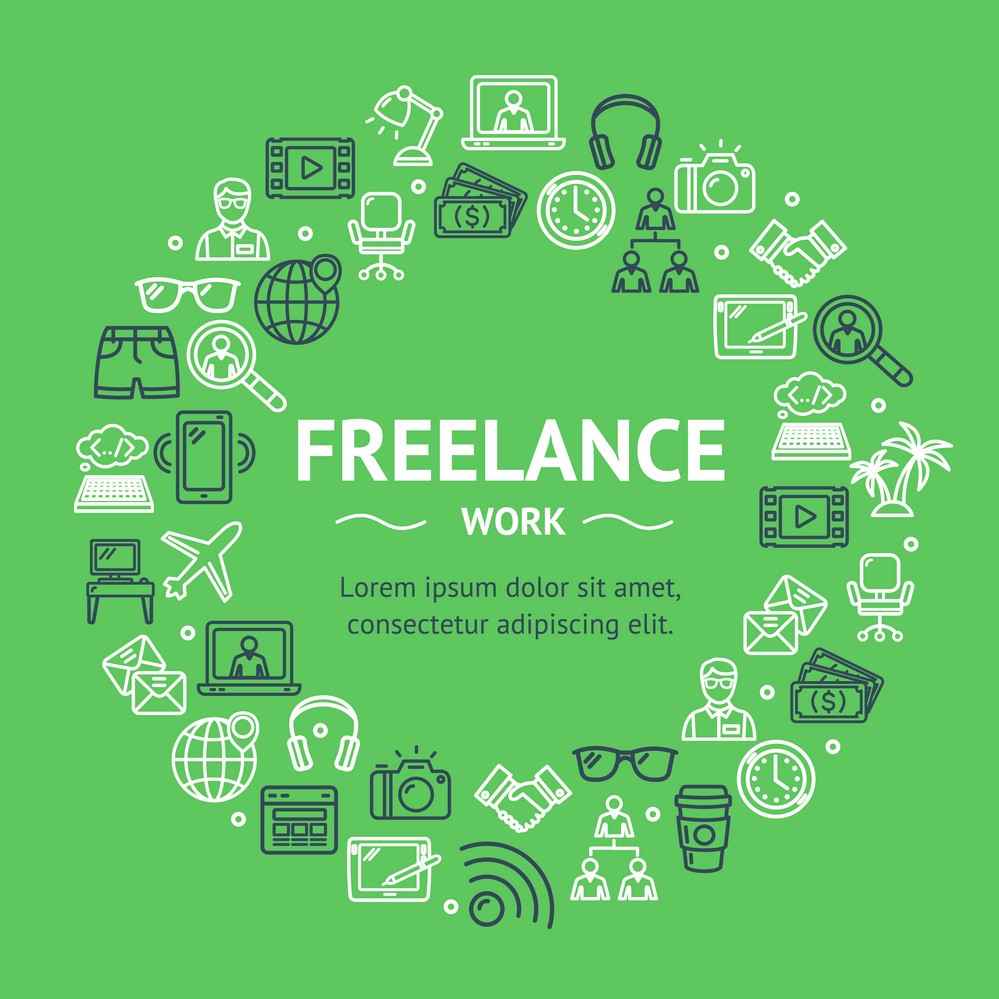 FREELANCE
WORK
Lorem ipsum dolor sit amet,
consectetur adipiscing elit.
($)
<../>
<../>
($)